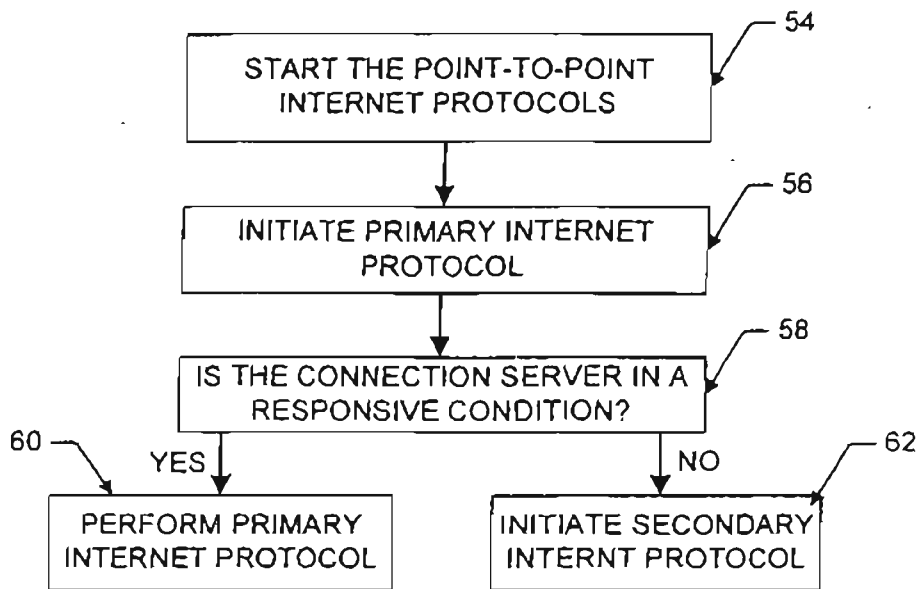 54
START THE POINT-TO-POINT
INTERNET PROTOCOLS
56
INITIATE PRIMARY INTERNET
PROTOCOL
58
IS THE CONNECTION SERVER IN A
RESPONSIVE CONDITION?
60
YES
NO
62
PERFORM PRIMARY
INTERNET PROTOCOL
INITIATE SECONDARY
INTERNT PROTOCOL